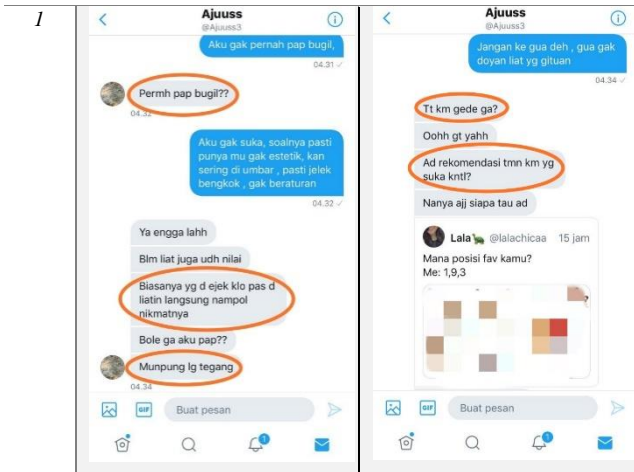 1
Ajuuss
@Ajuuss3
Aku gak pernah pap bugil,
04.31
Permh pap bugil??
04.32
Aku gak suka, soalnya pasti
punya mu gak estetik, kan
sering di umbar , pasti jelek
bengkok , gak beraturan
04.32
Ya engga lahh
Blm liat juga udh nilai
Biasanya yg d ejek klo pas d
liatin langsung nampol
nikmatnya
Bole ga aku pap??
Munpung lg tegang
04.34
GIF
Buat pesan
1
Ajuuss
@Ajuuss3
Jangan ke gua deh , gua gak
doyan liat yg gituan
04.34
Tt km gede ga?
Oohh gt yahh
Ad rekomendasi tmn km yg
suka kntl?
Nanya ajj siapa tau ad
Lala @lalachicaa 15 jam
Mana posisi fav kamu?
Me: 1,9,3
GIF
Buat pesan
1